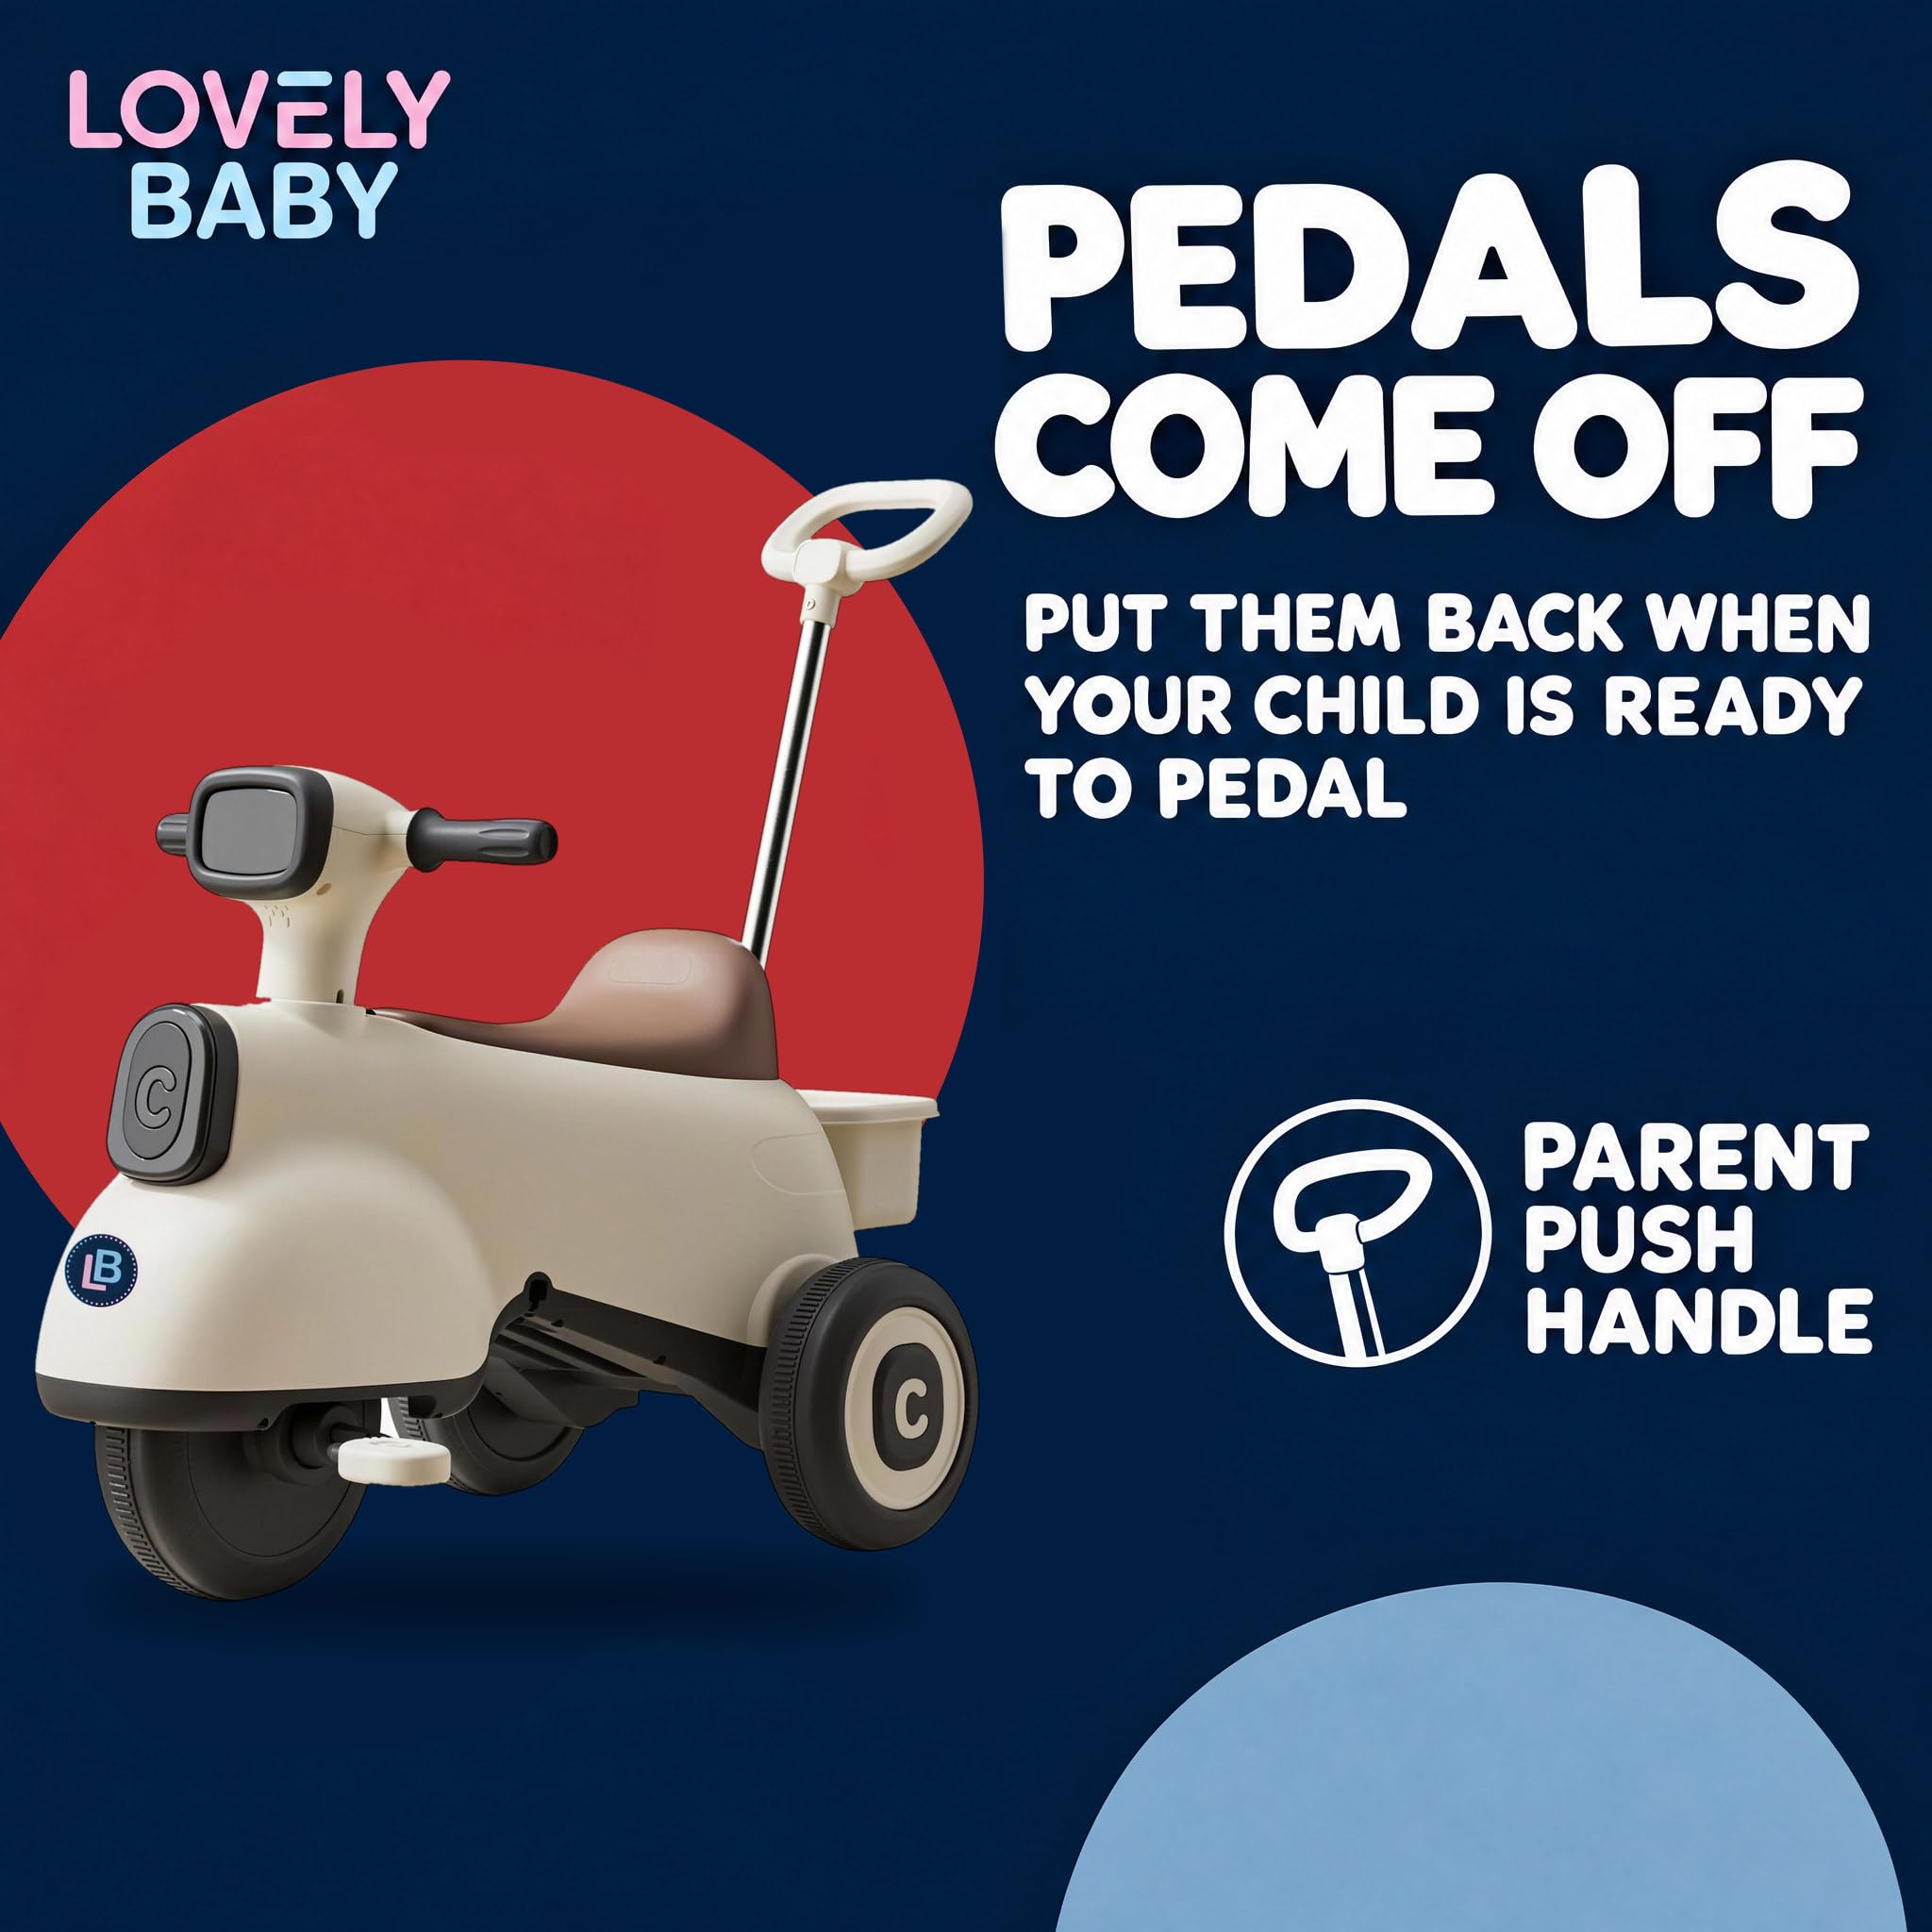 LOVELY
BABY
PEDALS
COME OFF
PUT THEM BACK WHEN
YOUR CHILD IS READY
TO PEDAL
PARENT
PUSH
HANDLE
C
LB
C